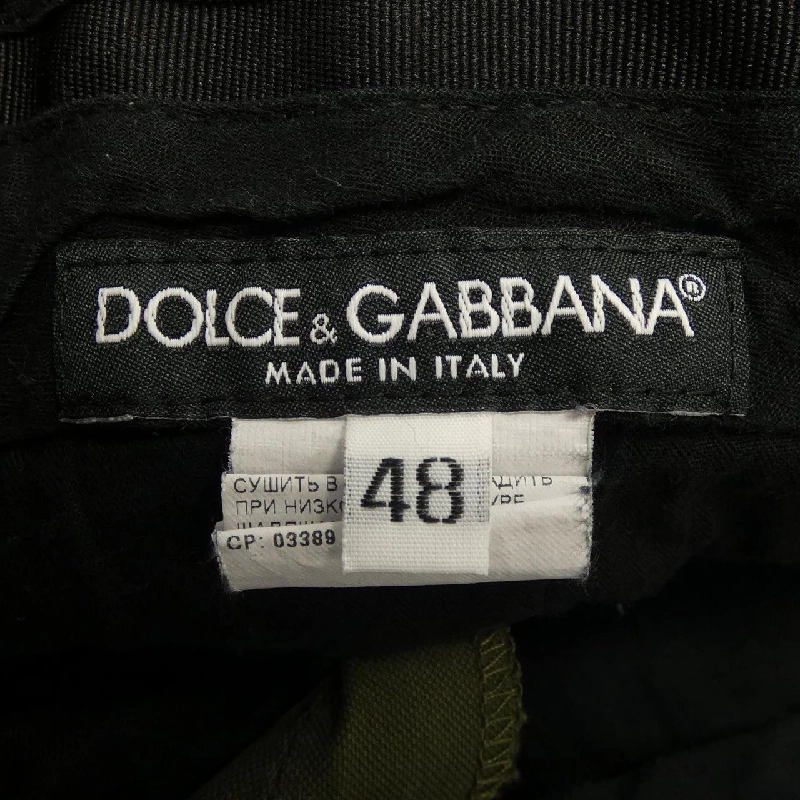 DOLCE & GABBANA®
MADE IN ITALY
48
СУШИТЬ В
ПРИ НИЗК
CP: 03389